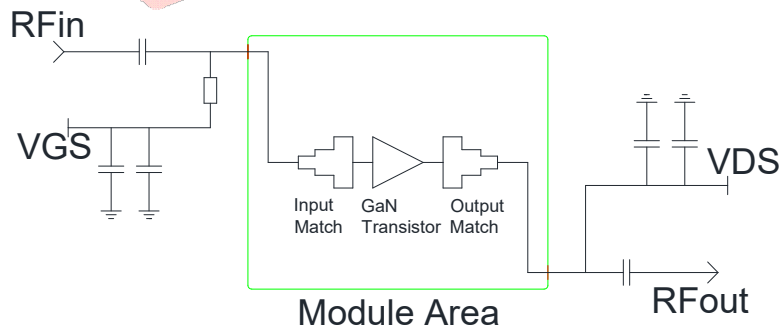 RFin
VGS
VDS
Input Match
GaN Transistor
Output Match
RFout
Module Area